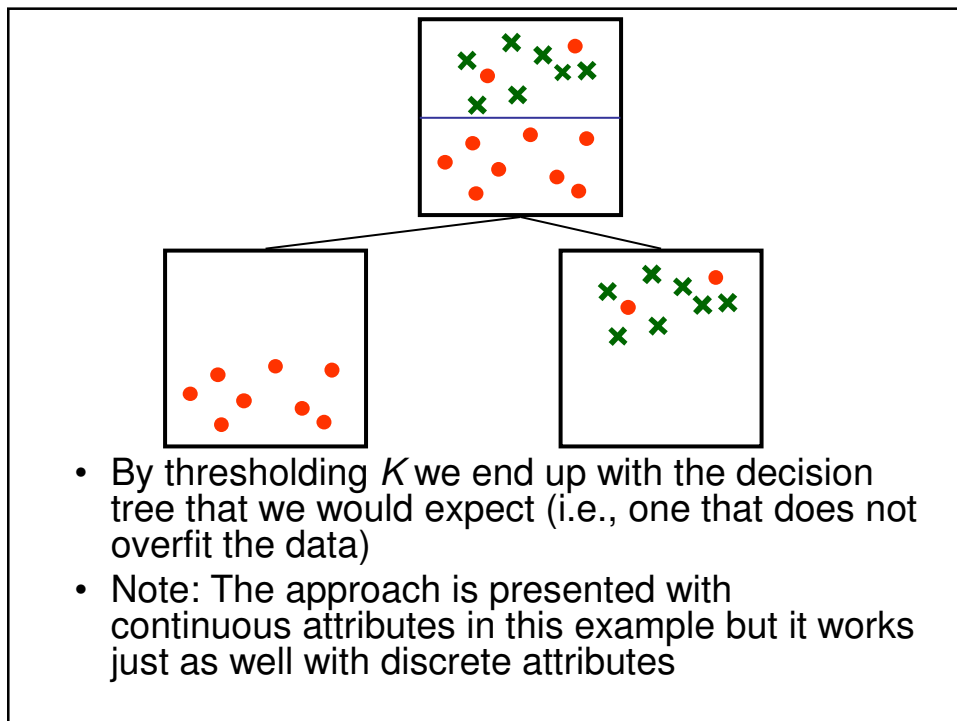 • By thresholding K we end up with the decision
tree that we would expect (i.e., one that does not
overfit the data)
• Note: The approach is presented with
continuous attributes in this example but it works
just as well with discrete attributes